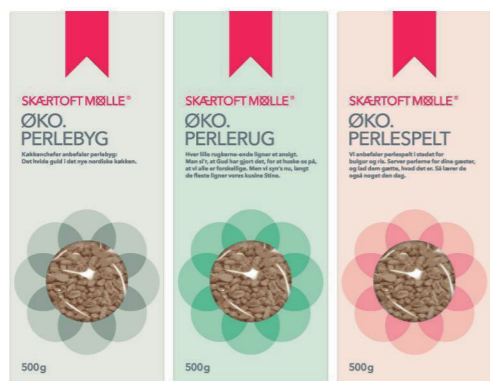 SKÆRTOFT MØLLE®
ØKO.
PERLEBYG
Køkkenchefer anbefaler perlebyg:
Det hvide guld i det nye nordiske køkken.
500g
SKÆRTOFT MØLLE®
ØKO.
PERLERUG
Hver lille rugkerne-ende ligner et ansigt.
Man si'r, at Gud har gjort det, for at huske os på,
at vi alle er forskellige. Men vi syn's nu, langt
de fleste ligner vores kusine Stine.
500g
SKÆRTOFT MØLLE®
ØKO.
PERLESPELT
Vi anbefaler perlespelt i stedet for
bulgur og ris. Server perlerne for dine gæster,
og lad dem gætte, hvad det er. Så lærer de
også noget den dag.
500g